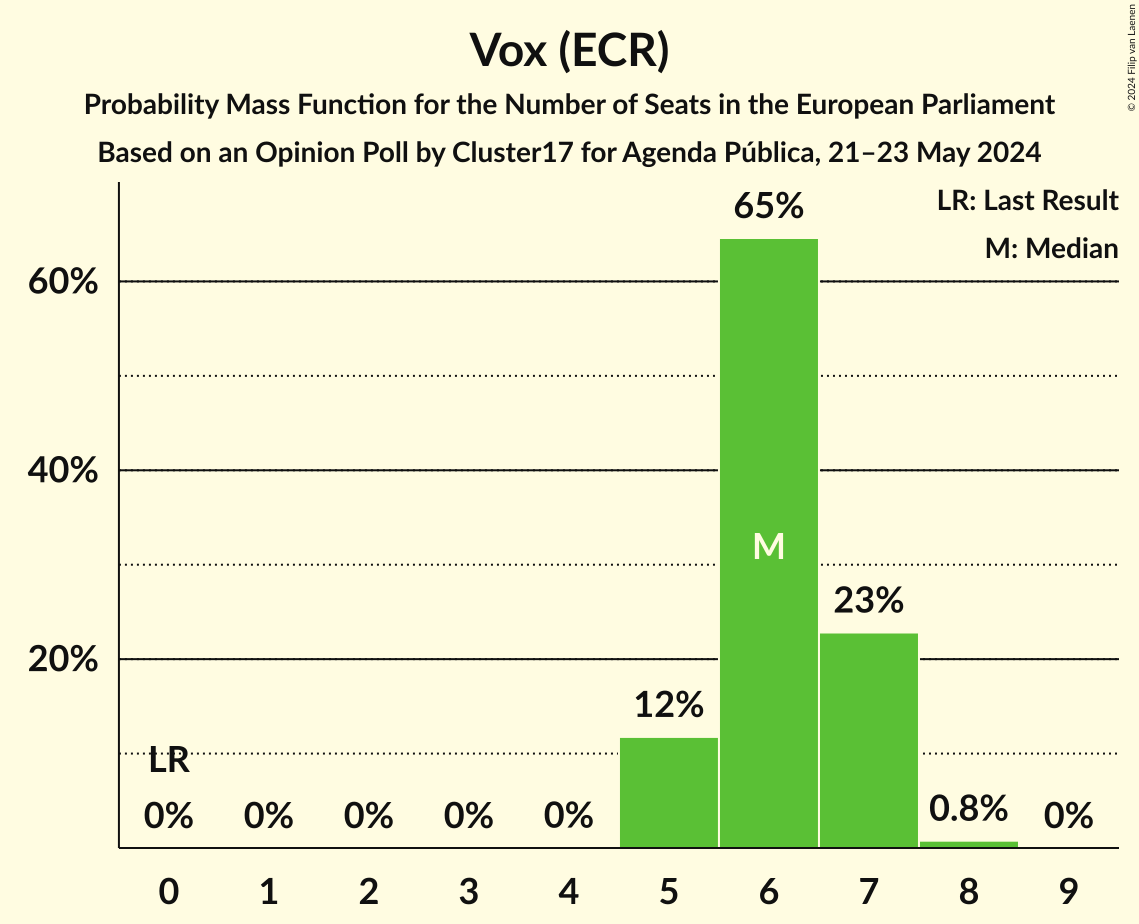 Vox (ECR)
Probability Mass Function for the Number of Seats in the European Parliament
Based on an Opinion Poll by Cluster17 for Agenda Pública, 21–23 May 2024
© 2024 Filip van Laenen
LR: Last Result
M: Median
65%
60%
40%
M
23%
20%
12%
LR
0% 0% 0% 0% 0% 0.8% 0%
0 1 2 3 4 5 6 7 8 9